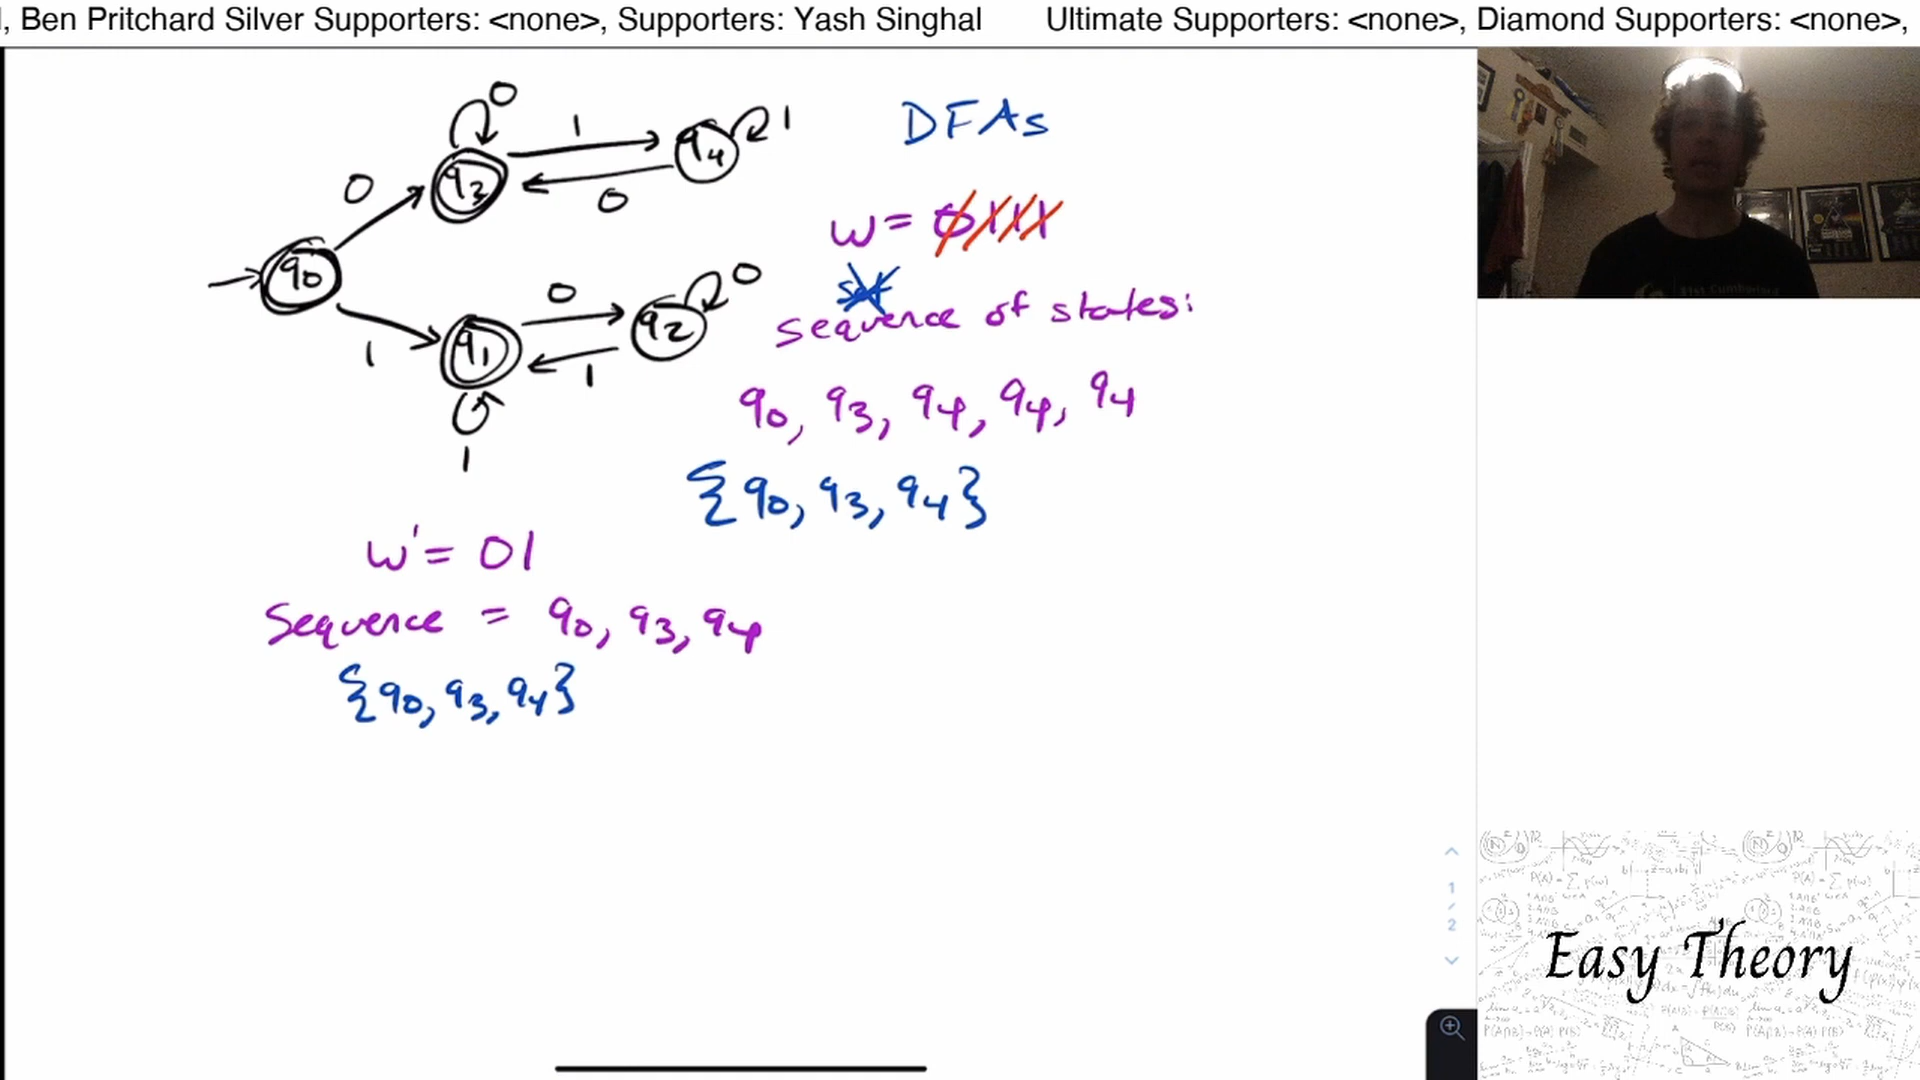 , Ben Pritchard Silver Supporters: <none>, Supporters: Yash Singhal Ultimate Supporters: <none>, Diamond Supporters: <none>,
0
1
q4
1
DFAs
q3
0
0
w = 0111
q0
0
0
q2
sequence of states:
q1
1
1
1
q0, q3, q4, q4, q4
{q0, q3, q4}
w' = 01
Sequence = q0, q3, q4
{q0, q3, q4}
1
2
Easy Theory